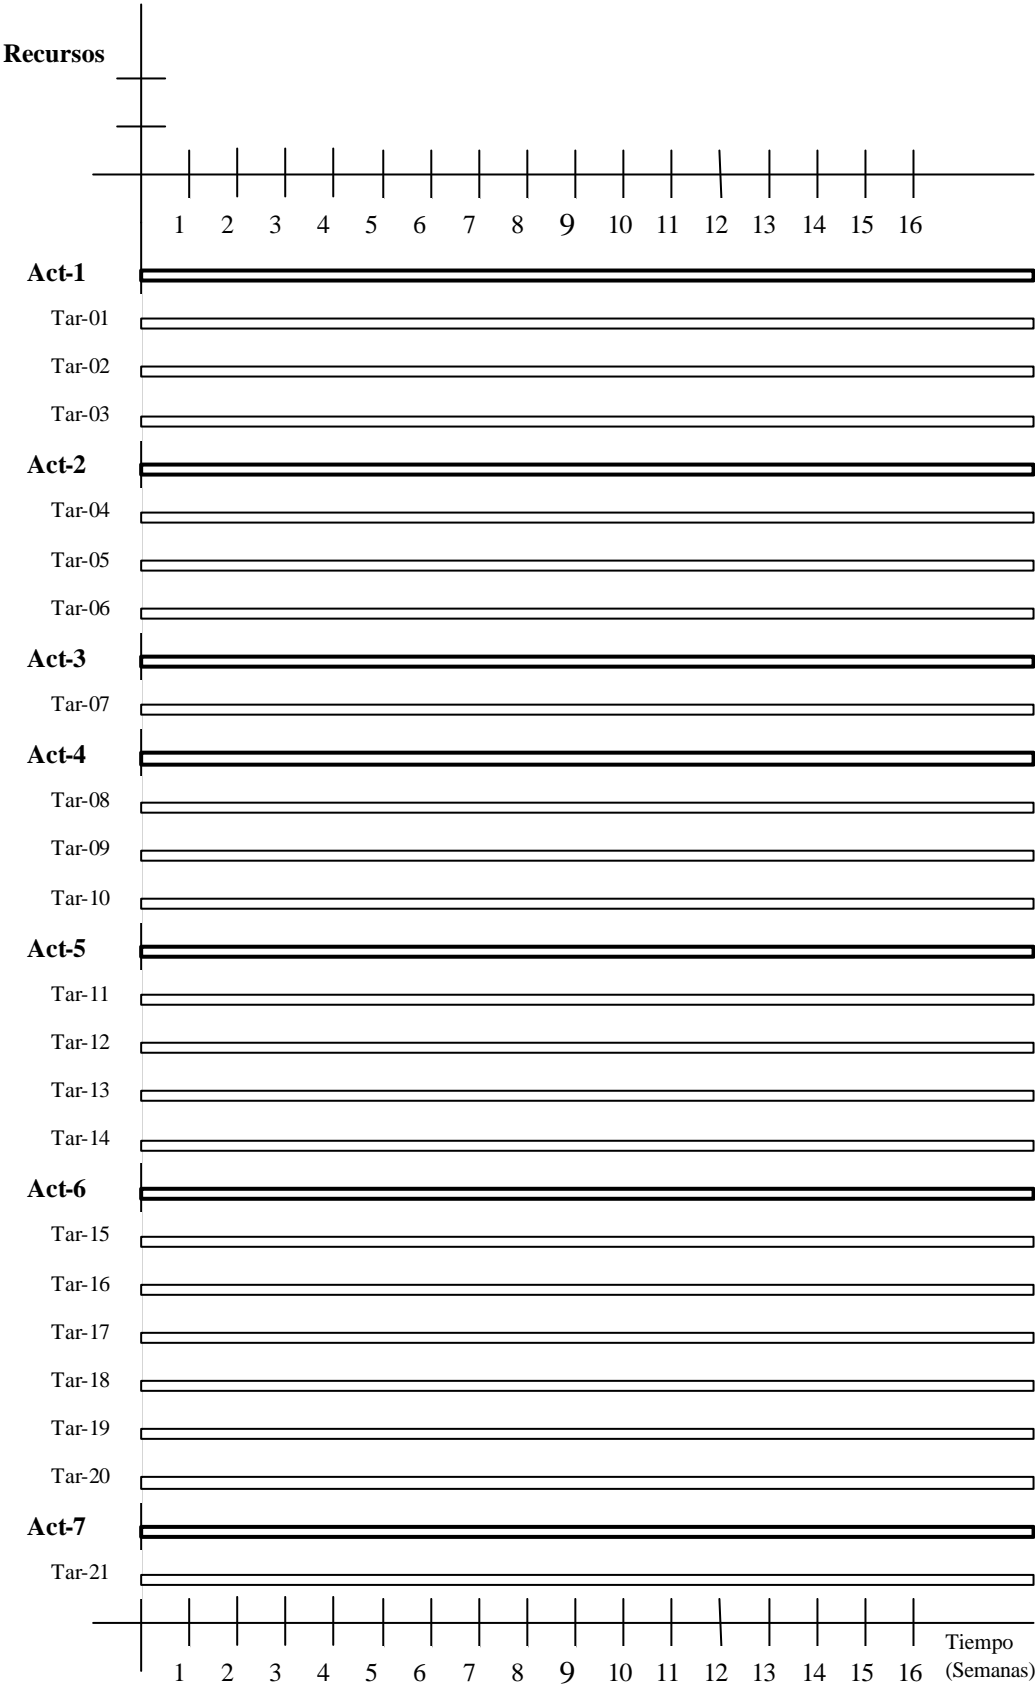 Recursos
1 2 3 4 5 6 7 8 9 10 11 12 13 14 15 16
Act-1
Tar-01
Tar-02
Tar-03
Act-2
Tar-04
Tar-05
Tar-06
Act-3
Tar-07
Act-4
Tar-08
Tar-09
Tar-10
Act-5
Tar-11
Tar-12
Tar-13
Tar-14
Act-6
Tar-15
Tar-16
Tar-17
Tar-18
Tar-19
Tar-20
Act-7
Tar-21
1 2 3 4 5 6 7 8 9 10 11 12 13 14 15 16
Tiempo
(Semanas)